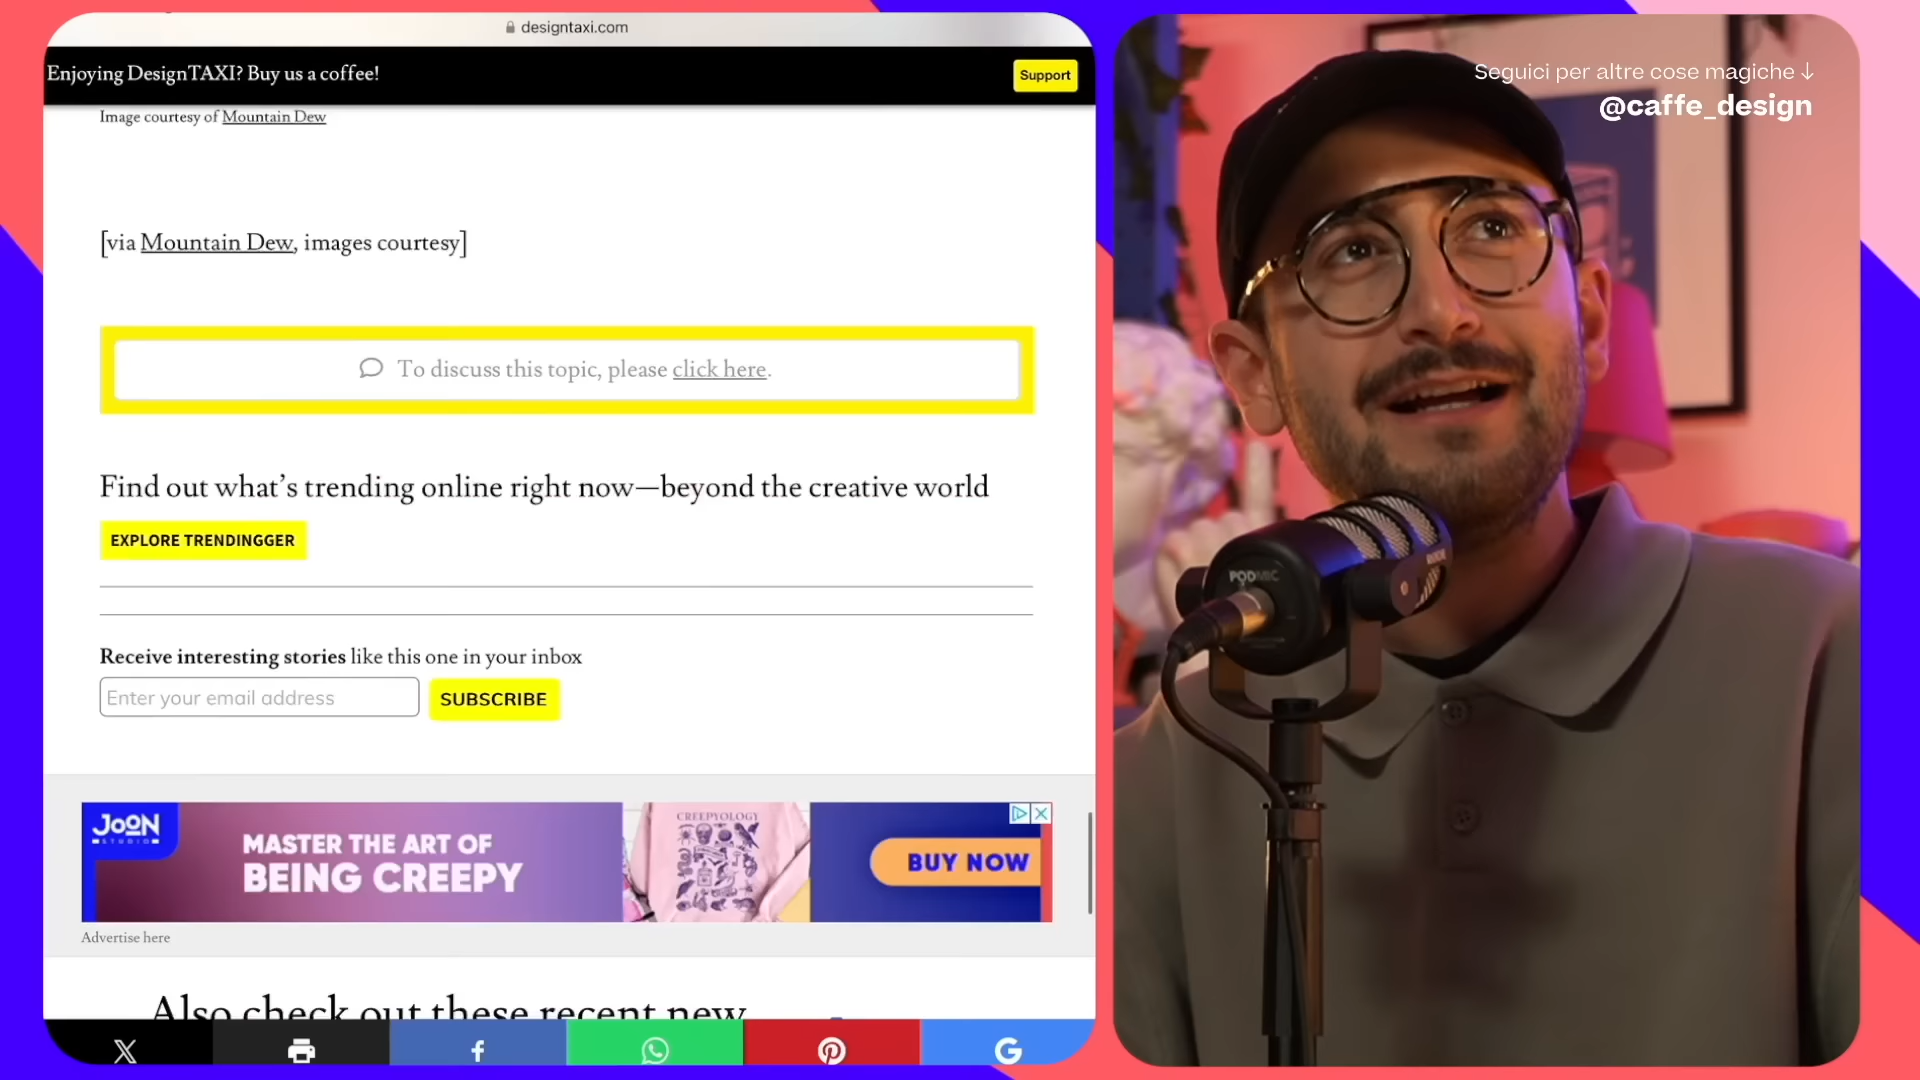 designtaxi.com
Enjoying DesignTAXI? Buy us a coffee!
Support
Image courtesy of Mountain Dew
[via Mountain Dew, images courtesy]
To discuss this topic, please click here.
Find out what's trending online right now—beyond the creative world
EXPLORE TRENDINGGER
Receive interesting stories like this one in your inbox
Enter your email address
SUBSCRIBE
JOON
STUDIO
MASTER THE ART OF
BEING CREEPY
CREEPYOLOGY
BUY NOW
Advertise here
Also check out these recent new
Seguici per altre cose magiche ↓
@caffe_design
PODMIC
RODE